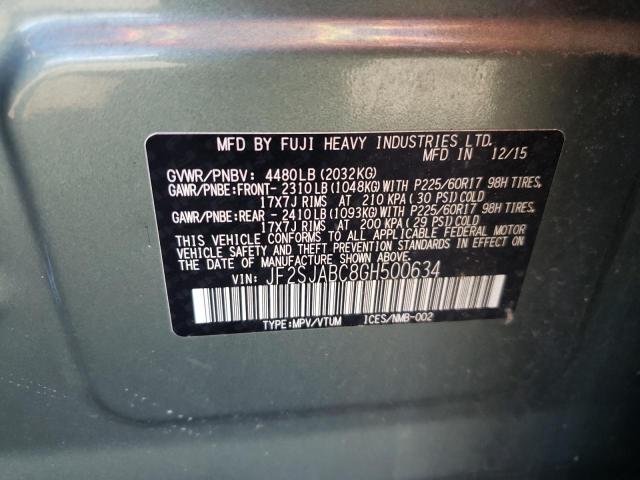 MFD BY FUJI HEAVY INDUSTRIES LTD.
MFD IN 12/15
GVWR/PNBV: 4480LB(2032KG)
GAWR/PNBE:FRONT-2310LB(1048KG)WITH P225/60R17 98H TIRES,
17X7J RIMS AT 210 KPA(30 PSI)COLD
GAWR/PNBE:REAR -2410LB(1093KG)WITH P225/60R17 98H TIRES,
17X7J RIMS AT 200 KPA(29 PSI)COLD
THIS VEHICLE CONFORMS TO ALL APPLICABLE FEDERAL MOTOR
VEHICLE SAFETY AND THEFT PREVENTION STANDARDS IN EFFECT ON
THE DATE OF MANUFACTURE SHOWN ABOVE.
VIN: JF2SJABC8GH500634
TYPE:MPV/VTUM ICES/NMB-002